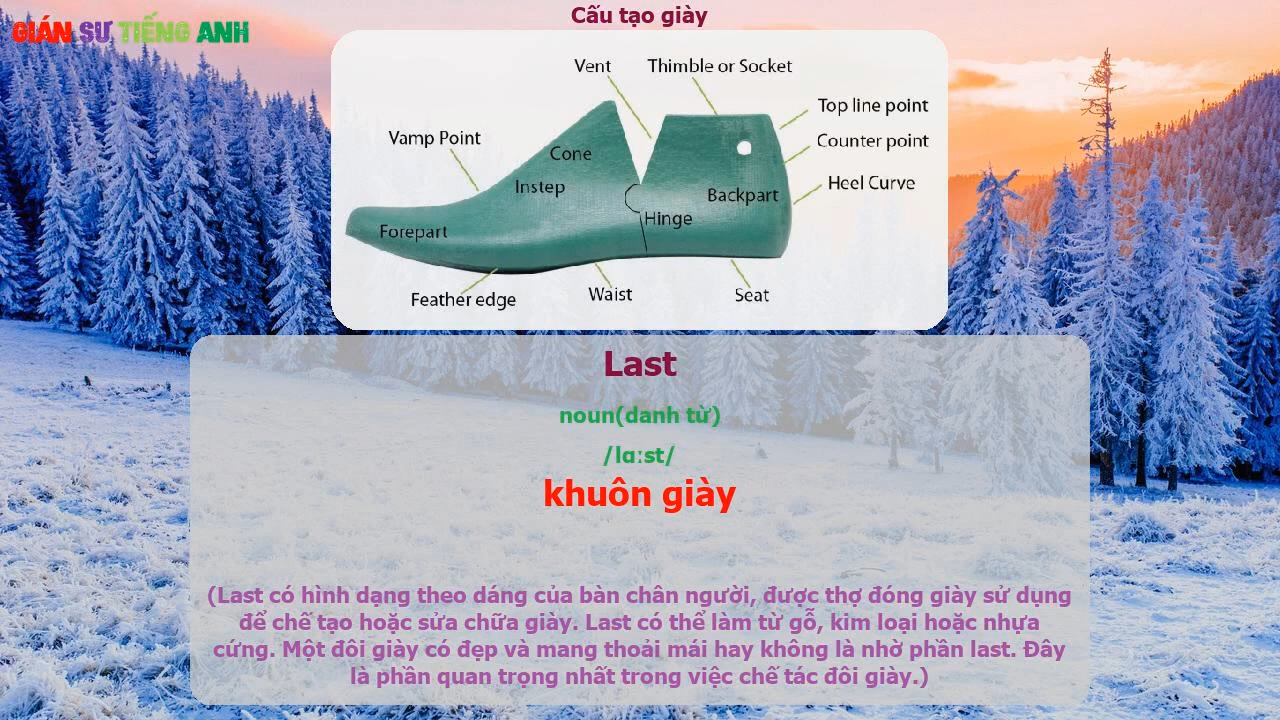 Cấu tạo giày
GIÁN SƯ TIẾNG ANH
Vent
Thimble or Socket
Top line point
Vamp Point
Counter point
Cone
Heel Curve
Instep
Backpart
Hinge
Forepart
Feather edge
Waist
Seat
Last
noun(danh từ)
/lɑːst/
khuôn giày
(Last có hình dạng theo dáng của bàn chân người, được thợ đóng giày sử dụng
để chế tạo hoặc sửa chữa giày. Last có thể làm từ gỗ, kim loại hoặc nhựa
cứng. Một đôi giày có đẹp và mang thoải mái hay không là nhờ phần last. Đây
là phần quan trọng nhất trong việc chế tác đôi giày.)